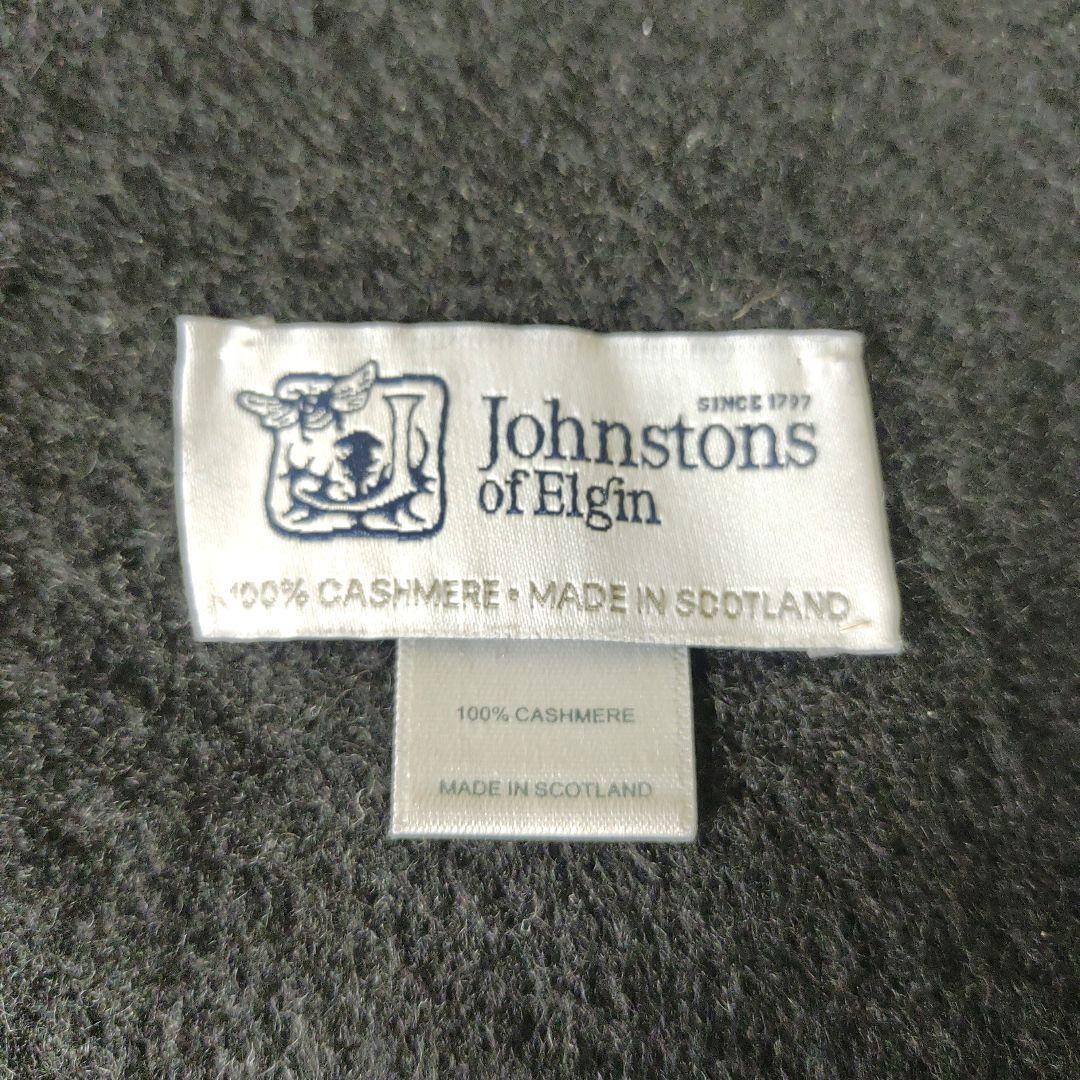 SINCE 1797
Johnstons
of Elgin
100% CASHMERE • MADE IN SCOTLAND
100% CASHMERE
MADE IN SCOTLAND